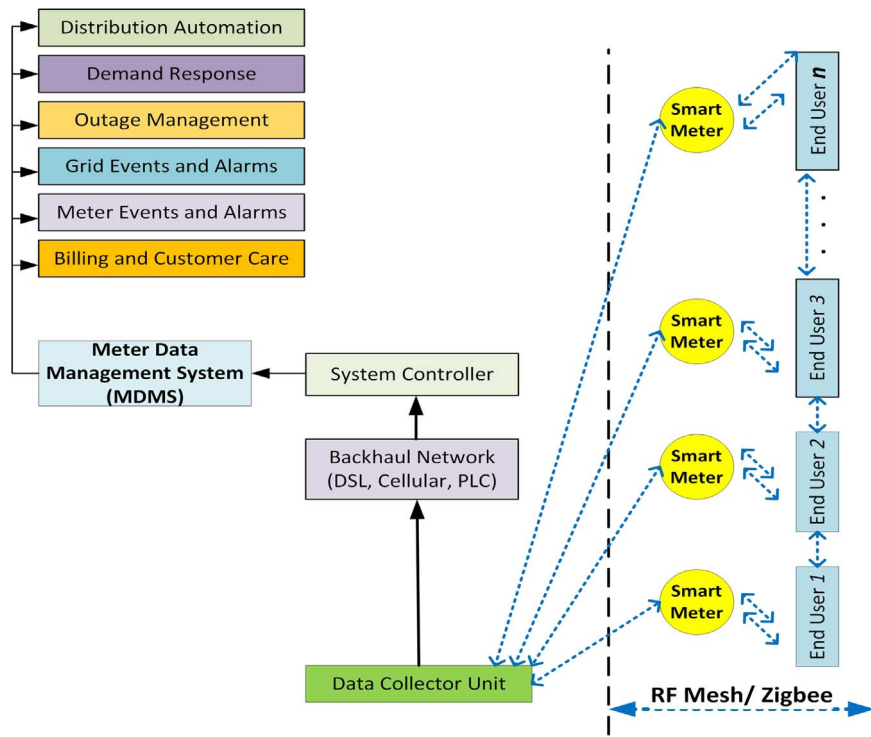 Distribution Automation
Demand Response
Outage Management
Grid Events and Alarms
Meter Events and Alarms
Billing and Customer Care
Meter Data
Management System
(MDMS)
System Controller
Backhaul Network
(DSL, Cellular, PLC)
Data Collector Unit
Smart
Meter
End User n
Smart
Meter
End User 3
Smart
Meter
End User 2
Smart
Meter
End User 1
RF Mesh/ Zigbee